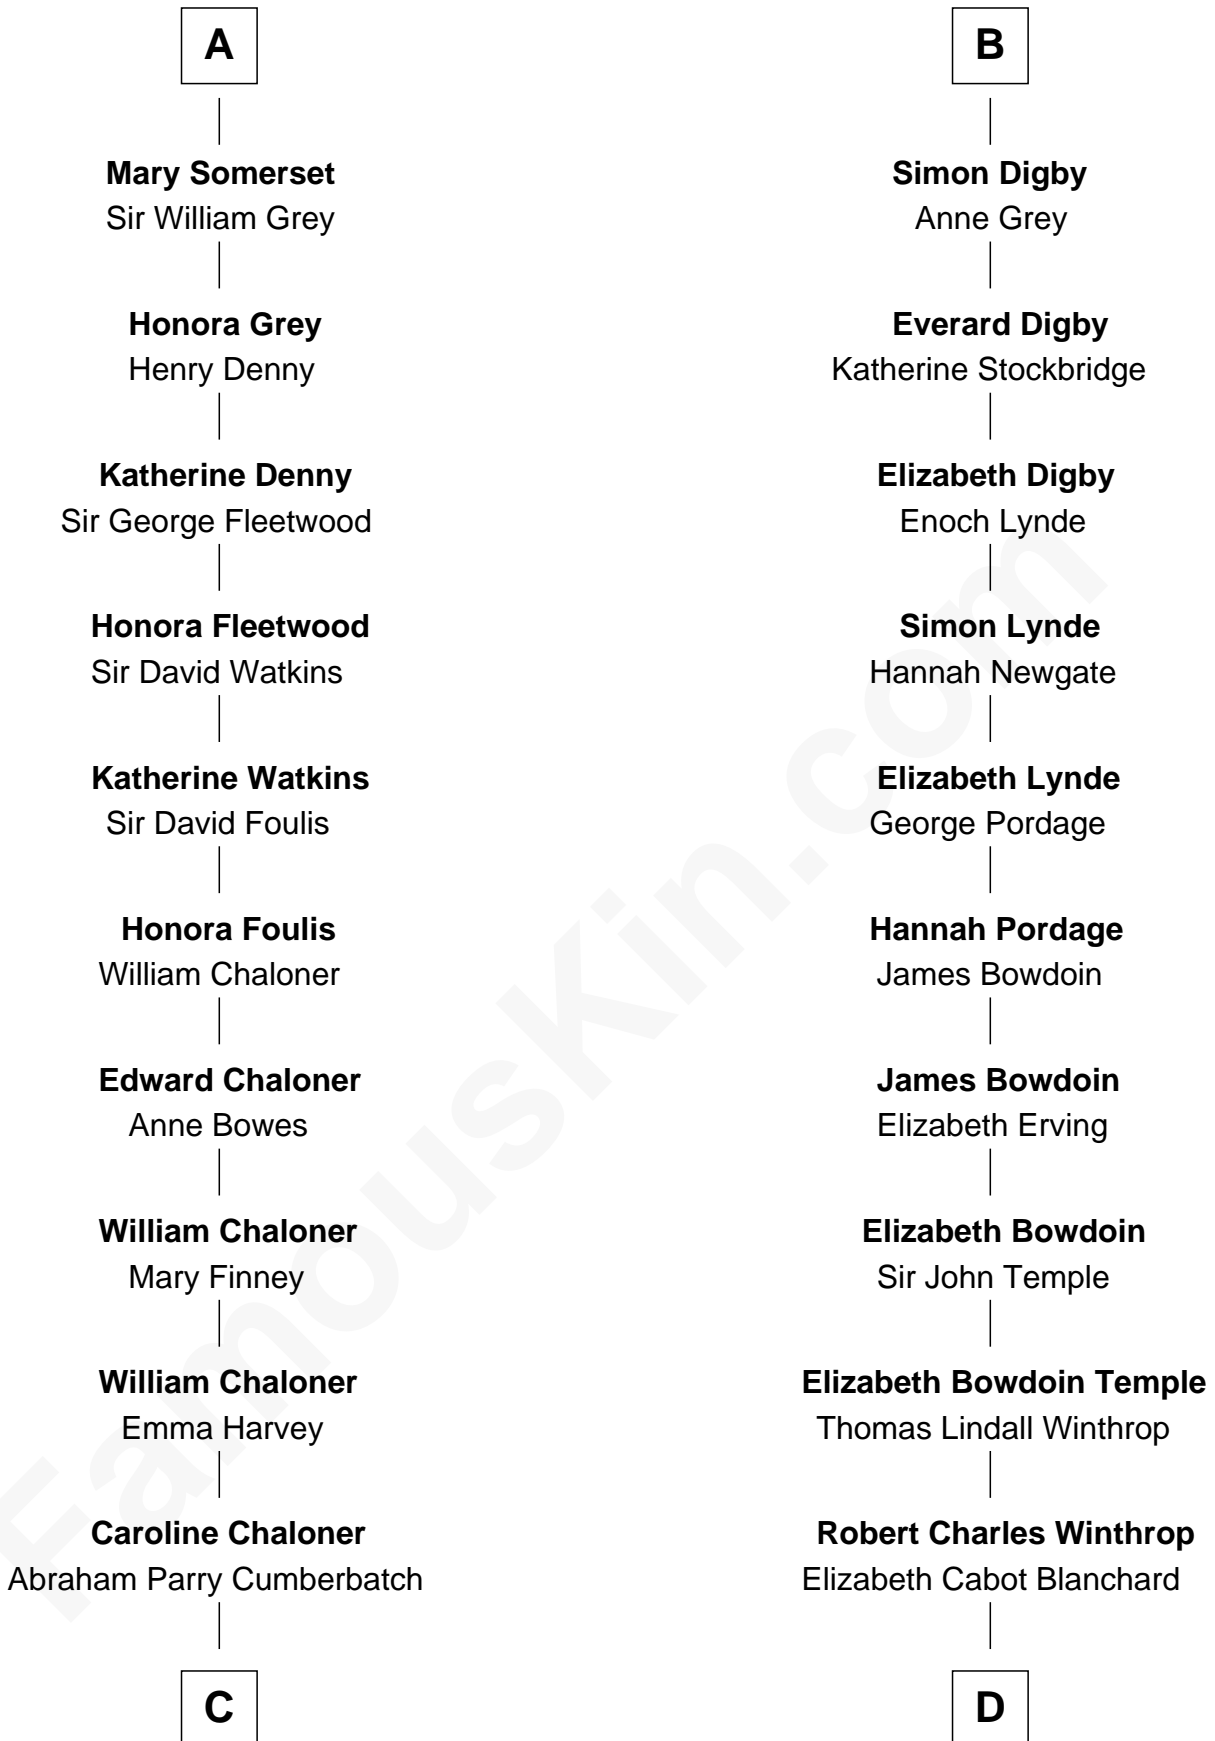 A
Mary Somerset
Sir William Grey
Honora Grey
Henry Denny
Katherine Denny
Sir George Fleetwood
Honora Fleetwood
Sir David Watkins
Katherine Watkins
Sir David Foulis
Honora Foulis
William Chaloner
Edward Chaloner
Anne Bowes
William Chaloner
Mary Finney
William Chaloner
Emma Harvey
Caroline Chaloner
Abraham Parry Cumberbatch
C
B
Simon Digby
Anne Grey
Everard Digby
Katherine Stockbridge
Elizabeth Digby
Enoch Lynde
Simon Lynde
Hannah Newgate
Elizabeth Lynde
George Pordage
Hannah Pordage
James Bowdoin
James Bowdoin
Elizabeth Erving
Elizabeth Bowdoin
Sir John Temple
Elizabeth Bowdoin Temple
Thomas Lindall Winthrop
Robert Charles Winthrop
Elizabeth Cabot Blanchard
D
FamousKin.com